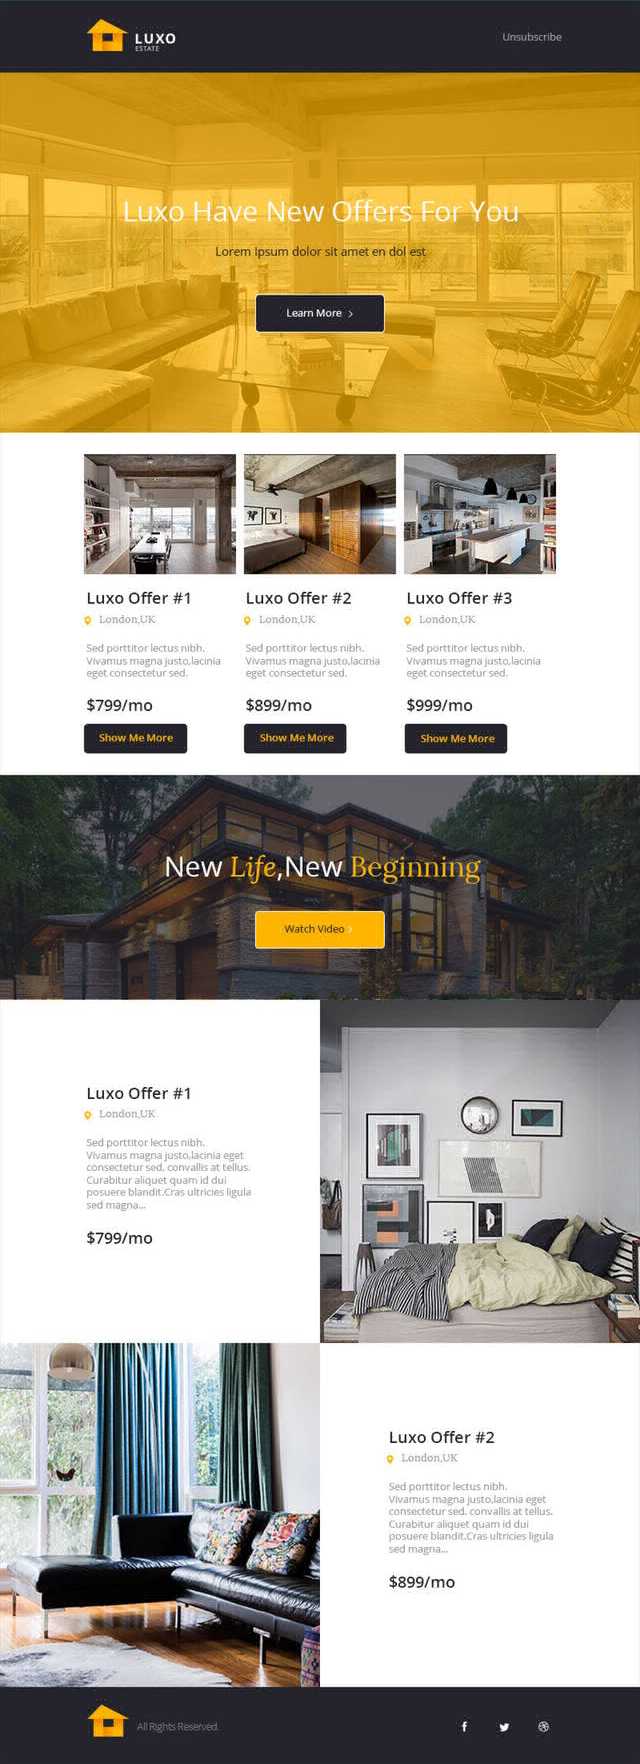 LUXO
ESTATE
Unsubscribe
Luxo Have New Offers For You
Lorem ipsum dolor sit amet en dol est
Learn More
Luxo Offer #1
London,UK
Sed porttitor lectus nibh.
Vivamus magna justo,lacinia
eget consectetur sed.
$799/mo
Show Me More
Luxo Offer #2
London,UK
Sed porttitor lectus nibh.
Vivamus magna justo,lacinia
eget consectetur sed.
$899/mo
Show Me More
Luxo Offer #3
London,UK
Sed porttitor lectus nibh.
Vivamus magna justo,lacinia
eget consectetur sed.
$999/mo
Show Me More
New Life,New Beginning
Watch Video
Luxo Offer #1
London,UK
Sed porttitor lectus nibh.
Vivamus magna justo,lacinia eget
consectetur sed, convallis at tellus.
Curabitur aliquet quam id dui
posuere blandit.Cras ultricies ligula
sed magna...
$799/mo
Luxo Offer #2
London,UK
Sed porttitor lectus nibh.
Vivamus magna justo,lacinia eget
consectetur sed, convallis at tellus.
Curabitur aliquet quam id dui
posuere blandit.Cras ultricies ligula
sed magna...
$899/mo
All Rights Reserved.